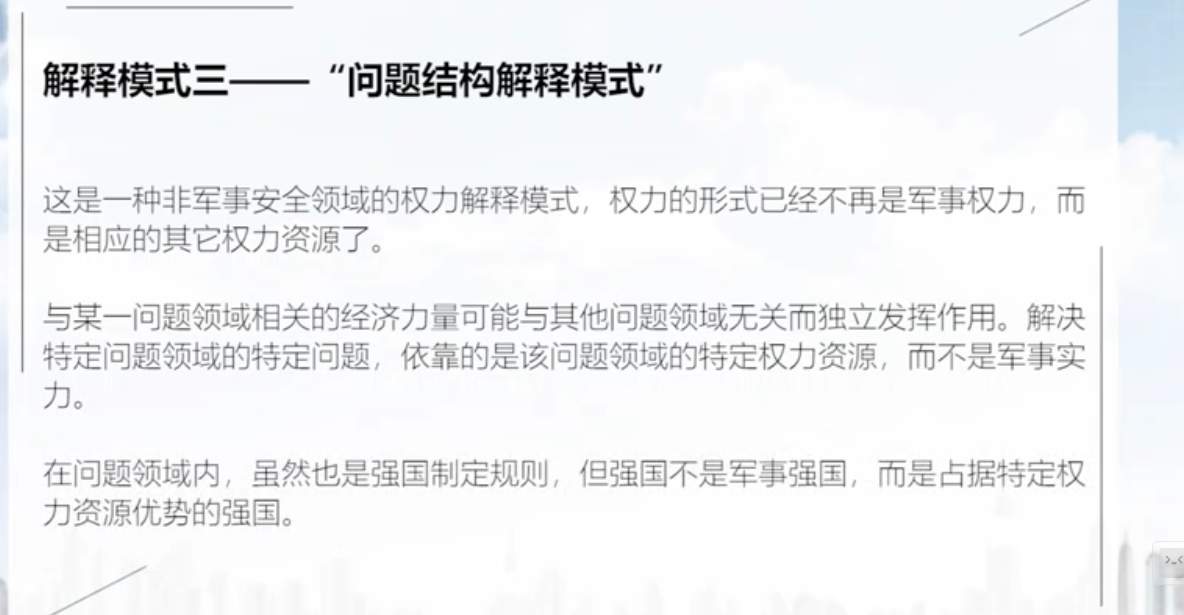 解释模式三——“问题结构解释模式”
这是一种非军事安全领域的权力解释模式，权力的形式已经不再是军事权力，而
是相应的其它权力资源了。
与某一问题领域相关的经济力量可能与其他问题领域无关而独立发挥作用。解决
特定问题领域的特定问题，依靠的是该问题领域的特定权力资源，而不是军事实
力。
在问题领域内，虽然也是强国制定规则，但强国不是军事强国，而是占据特定权
力资源优势的强国。